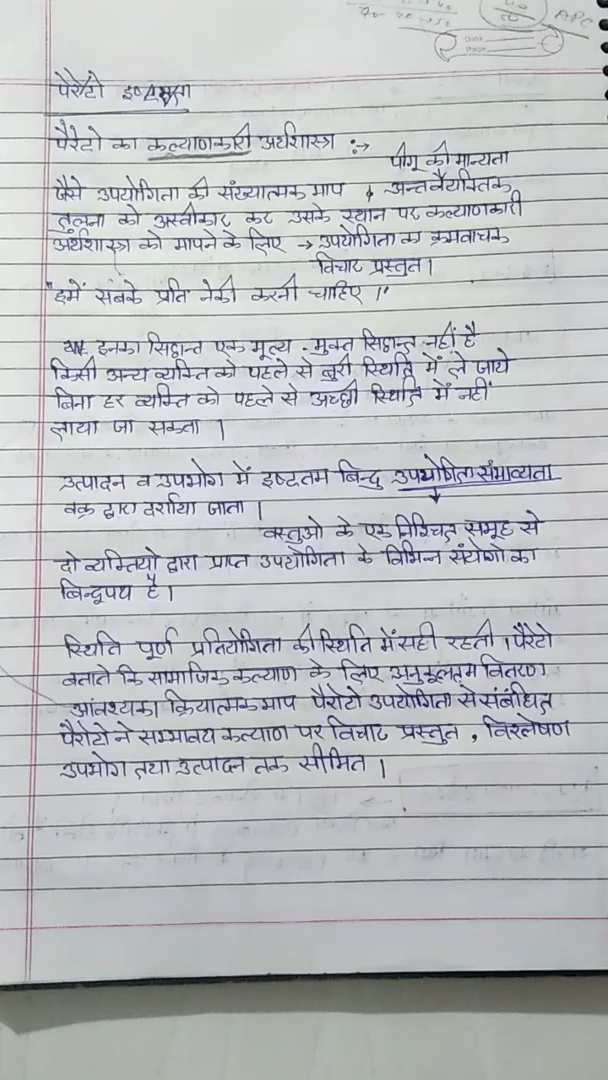 APC
पैरेटो इष्टतमता
पैरेटो का कल्याणकारी अर्थशास्त्र :→
पीगू की मान्यता
जैसे उपयोगिता की संख्यात्मक माप व अन्तर्वैयक्तिक
तुलना को अस्वीकार कर उसके स्थान पर कल्याणकारी
अर्थशास्त्र को मापने के लिए → उपयोगिता का क्रमवाचक
विचार प्रस्तुत।
"हमें सबके प्रति नेकी करनी चाहिए।"
इनका सिद्धान्त एक मूल्य - मुक्त सिद्धान्त नहीं है
किसी अन्य व्यक्ति को पहले से बुरी स्थिति में ले जाये
बिना हर व्यक्ति को पहले से अच्छी स्थिति में नहीं
लाया जा सकता।
उत्पादन व उपभोग में इष्टतम बिन्दु उपयोगिता संभाव्यता
वक्र द्वारा दर्शाया जाता।
वस्तुओ के एक निश्चित समूह से
दो व्यक्तियो द्वारा प्राप्त उपयोगिता के विभिन्न संयोगो का
बिन्दुपथ है।
स्थिति पूर्ण प्रतियोगिता की स्थिति में सही रहती। पैरेटो
बताते कि सामाजिक कल्याण के लिए अनुकूलतम वितरण
आंवश्यक। क्रियात्मक माप पैरोटो उपयोगिता से संबंधित
पैरोटो ने सम्भाव्य कल्याण पर विचार प्रस्तुत, विश्लेषण
उपभोग तथा उत्पादन तक सीमित।